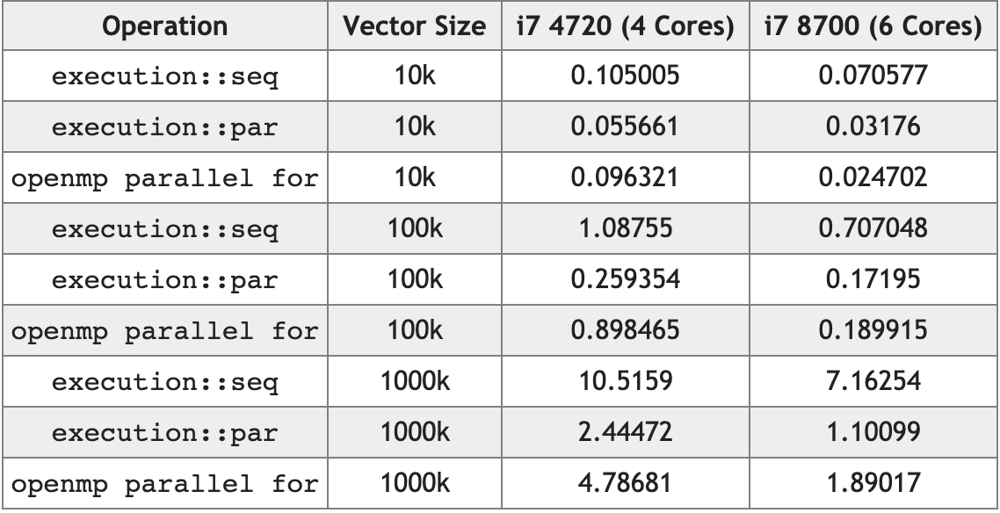 Operation Vector Size i7 4720 (4 Cores) i7 8700 (6 Cores)
execution::seq 10k 0.105005 0.070577
execution::par 10k 0.055661 0.03176
openmp parallel for 10k 0.096321 0.024702
execution::seq 100k 1.08755 0.707048
execution::par 100k 0.259354 0.17195
openmp parallel for 100k 0.898465 0.189915
execution::seq 1000k 10.5159 7.16254
execution::par 1000k 2.44472 1.10099
openmp parallel for 1000k 4.78681 1.89017